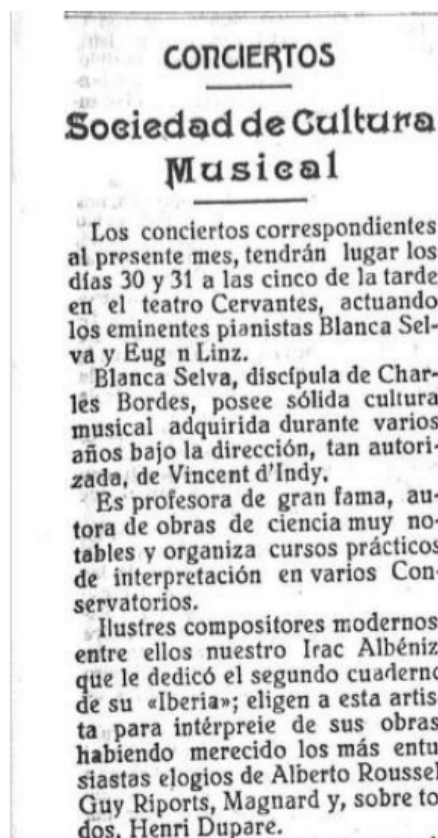 CONCIERTOS
Sociedad de Cultura
Musical
Los conciertos correspondientes
al presente mes, tendrán lugar los
días 30 y 31 a las cinco de la tarde
en el teatro Cervantes, actuando
los eminentes pianistas Blanca Sel-
va y Eug n Linz.
Blanca Selva, discípula de Char-
les Bordes, posee sólida cultura
musical adquirida durante varios
años bajo la dirección, tan autori-
zada, de Vincent d'Indy.
Es profesora de gran fama, au-
tora de obras de ciencia muy no-
tables y organiza cursos prácticos
de interpretación en varios Con-
servatorios.
Ilustres compositores modernos
entre ellos nuestro Irac Albéniz
que le dedicó el segundo cuaderno
de su «Iberia»; eligen a esta artis
ta para intérpreie de sus obras
habiendo merecido los más entu
siastas elogios de Alberto Roussel
Guy Riports, Magnard y, sobre to
dos, Henri Dupare.